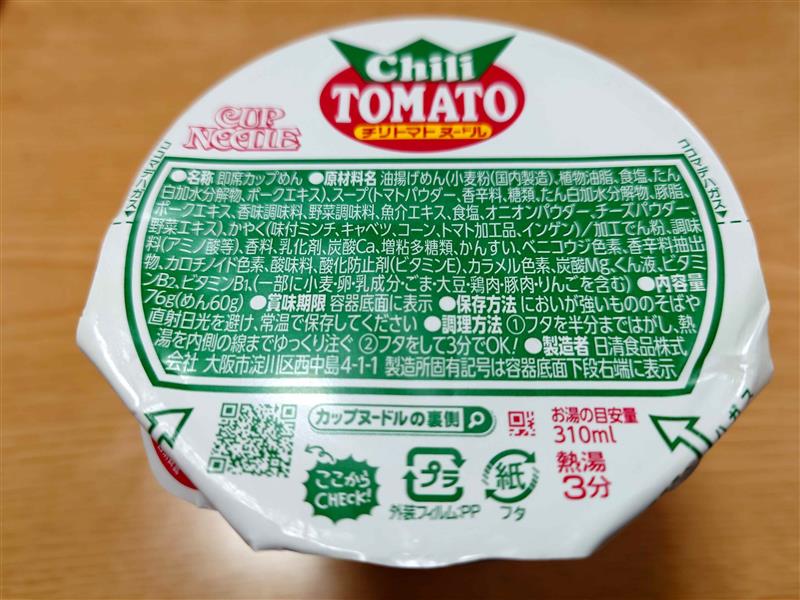 Chili
TOMATO
チリトマトヌードル
CUP
NOODLE
ココマデハガス
ココマデハガス
●名称 即席カップめん ●原材料名 油揚げめん(小麦粉(国内製造)、植物油脂、食塩、たん
白加水分解物、ポークエキス)、スープ(トマトパウダー、香辛料、糖類、たん白加水分解物、豚脂、
ポークエキス、香味調味料、野菜調味料、魚介エキス、食塩、オニオンパウダー、チーズパウダー、
野菜エキス)、かやく(味付ミンチ、キャベツ、コーン、トマト加工品、インゲン)/加工でん粉、調味
料(アミノ酸等)、香料、乳化剤、炭酸Ca、増粘多糖類、かんすい、ベニコウジ色素、香辛料抽出
物、カロチノイド色素、酸味料、酸化防止剤(ビタミンE)、カラメル色素、炭酸Mg、くん液、ビタミ
ンB2、ビタミンB1、(一部に小麦・卵・乳成分・ごま・大豆・鶏肉・豚肉・りんごを含む) ●内容量
76g(めん60g) ●賞味期限 容器底面に表示 ●保存方法 においが強いもののそばや
直射日光を避け、常温で保存してください ●調理方法 ①フタを半分まではがし、熱
湯を内側の線までゆっくり注ぐ ②フタをして3分でOK! ●製造者 日清食品株式
会社 大阪市淀川区西中島4-1-1 製造所固有記号は容器底面下段右端に表示
カップヌードルの裏側
お湯の目安量
310ml
熱湯
3分
ここから
CHECK!
プラ
外装フィルム:PP
紙
フタ
ハガス